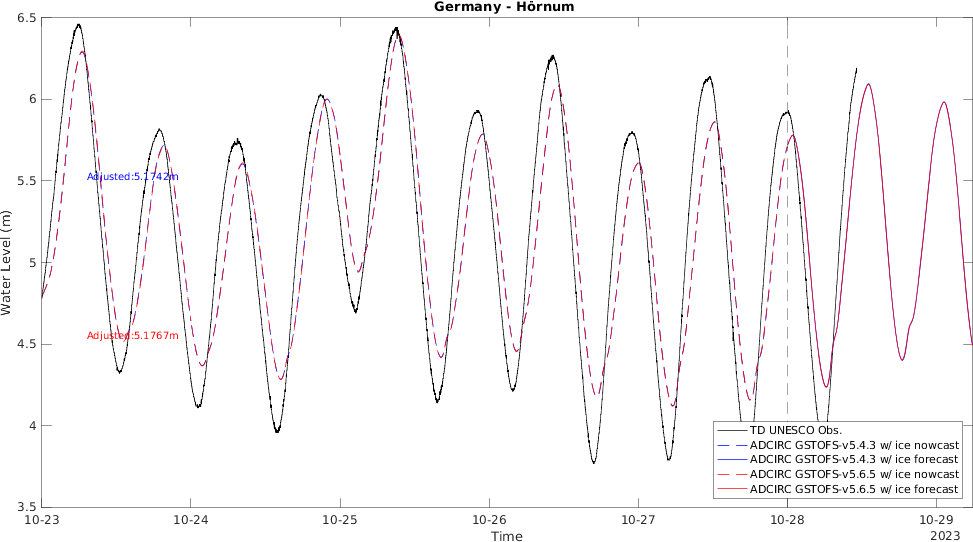 Germany - Hörnum
6.5
6
5.5
5
4.5
4
3.5
Water Level (m)
Adjusted:5.1742m
Adjusted:5.1767m
TD UNESCO Obs.
ADCIRC GSTOFS-v5.4.3 w/ ice nowcast
ADCIRC GSTOFS-v5.4.3 w/ ice forecast
ADCIRC GSTOFS-v5.6.5 w/ ice nowcast
ADCIRC GSTOFS-v5.6.5 w/ ice forecast
10-23 10-24 10-25 10-26 10-27 10-28 10-29
Time
2023